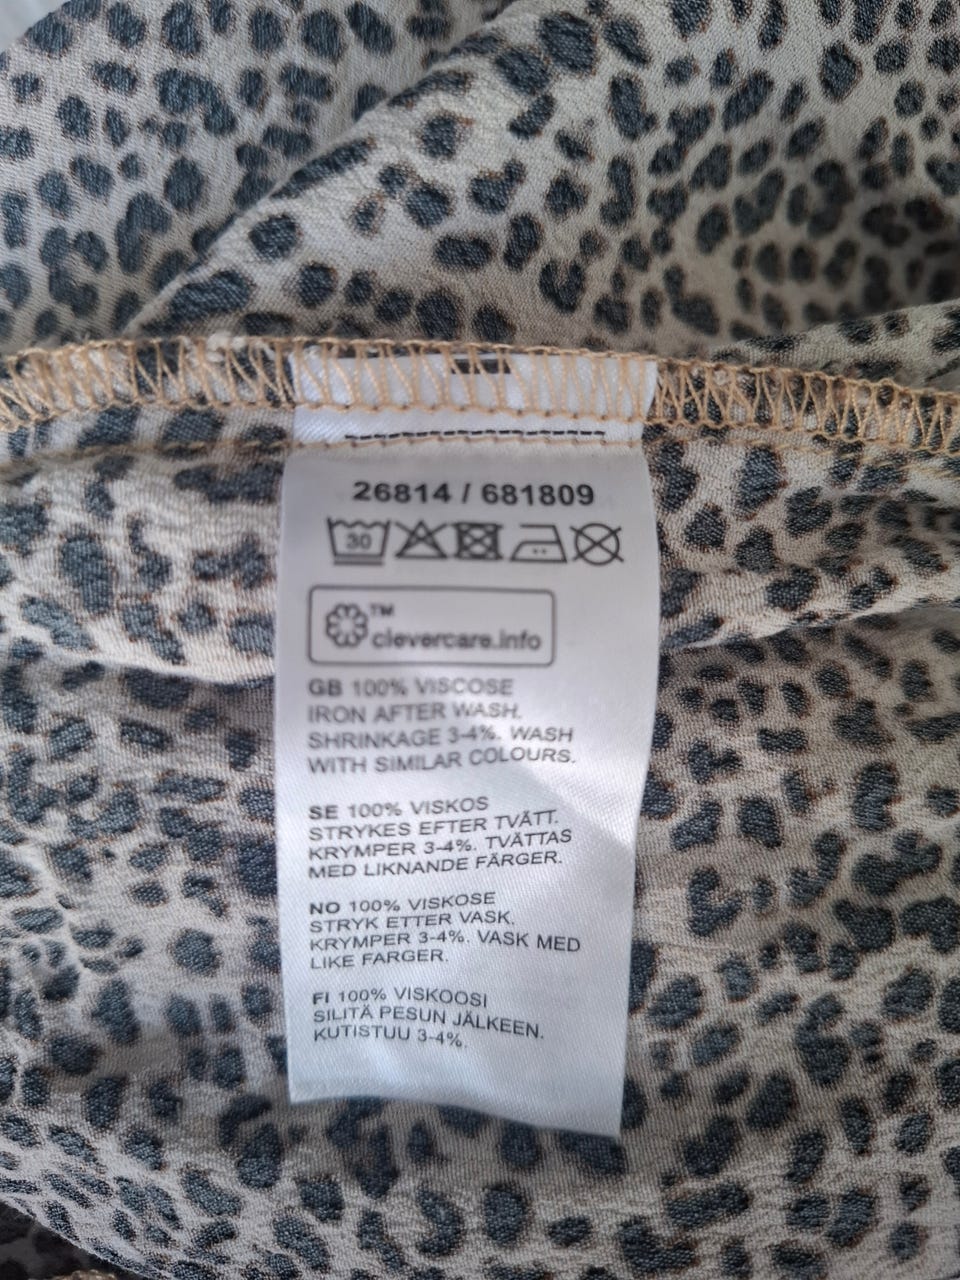 26814 / 681809
30
TM
clevercare.info
GB 100% VISCOSE
IRON AFTER WASH.
SHRINKAGE 3-4%. WASH
WITH SIMILAR COLOURS.
SE 100% VISKOS
STRYKES EFTER TVÄTT.
KRYMPER 3-4%. TVÄTTAS
MED LIKNANDE FÄRGER.
NO 100% VISKOSE
STRYK ETTER VASK.
KRYMPER 3-4%. VASK MED
LIKE FARGER.
FI 100% VISKOOSI
SILITÄ PESUN JÄLKEEN.
KUTISTUU 3-4%.